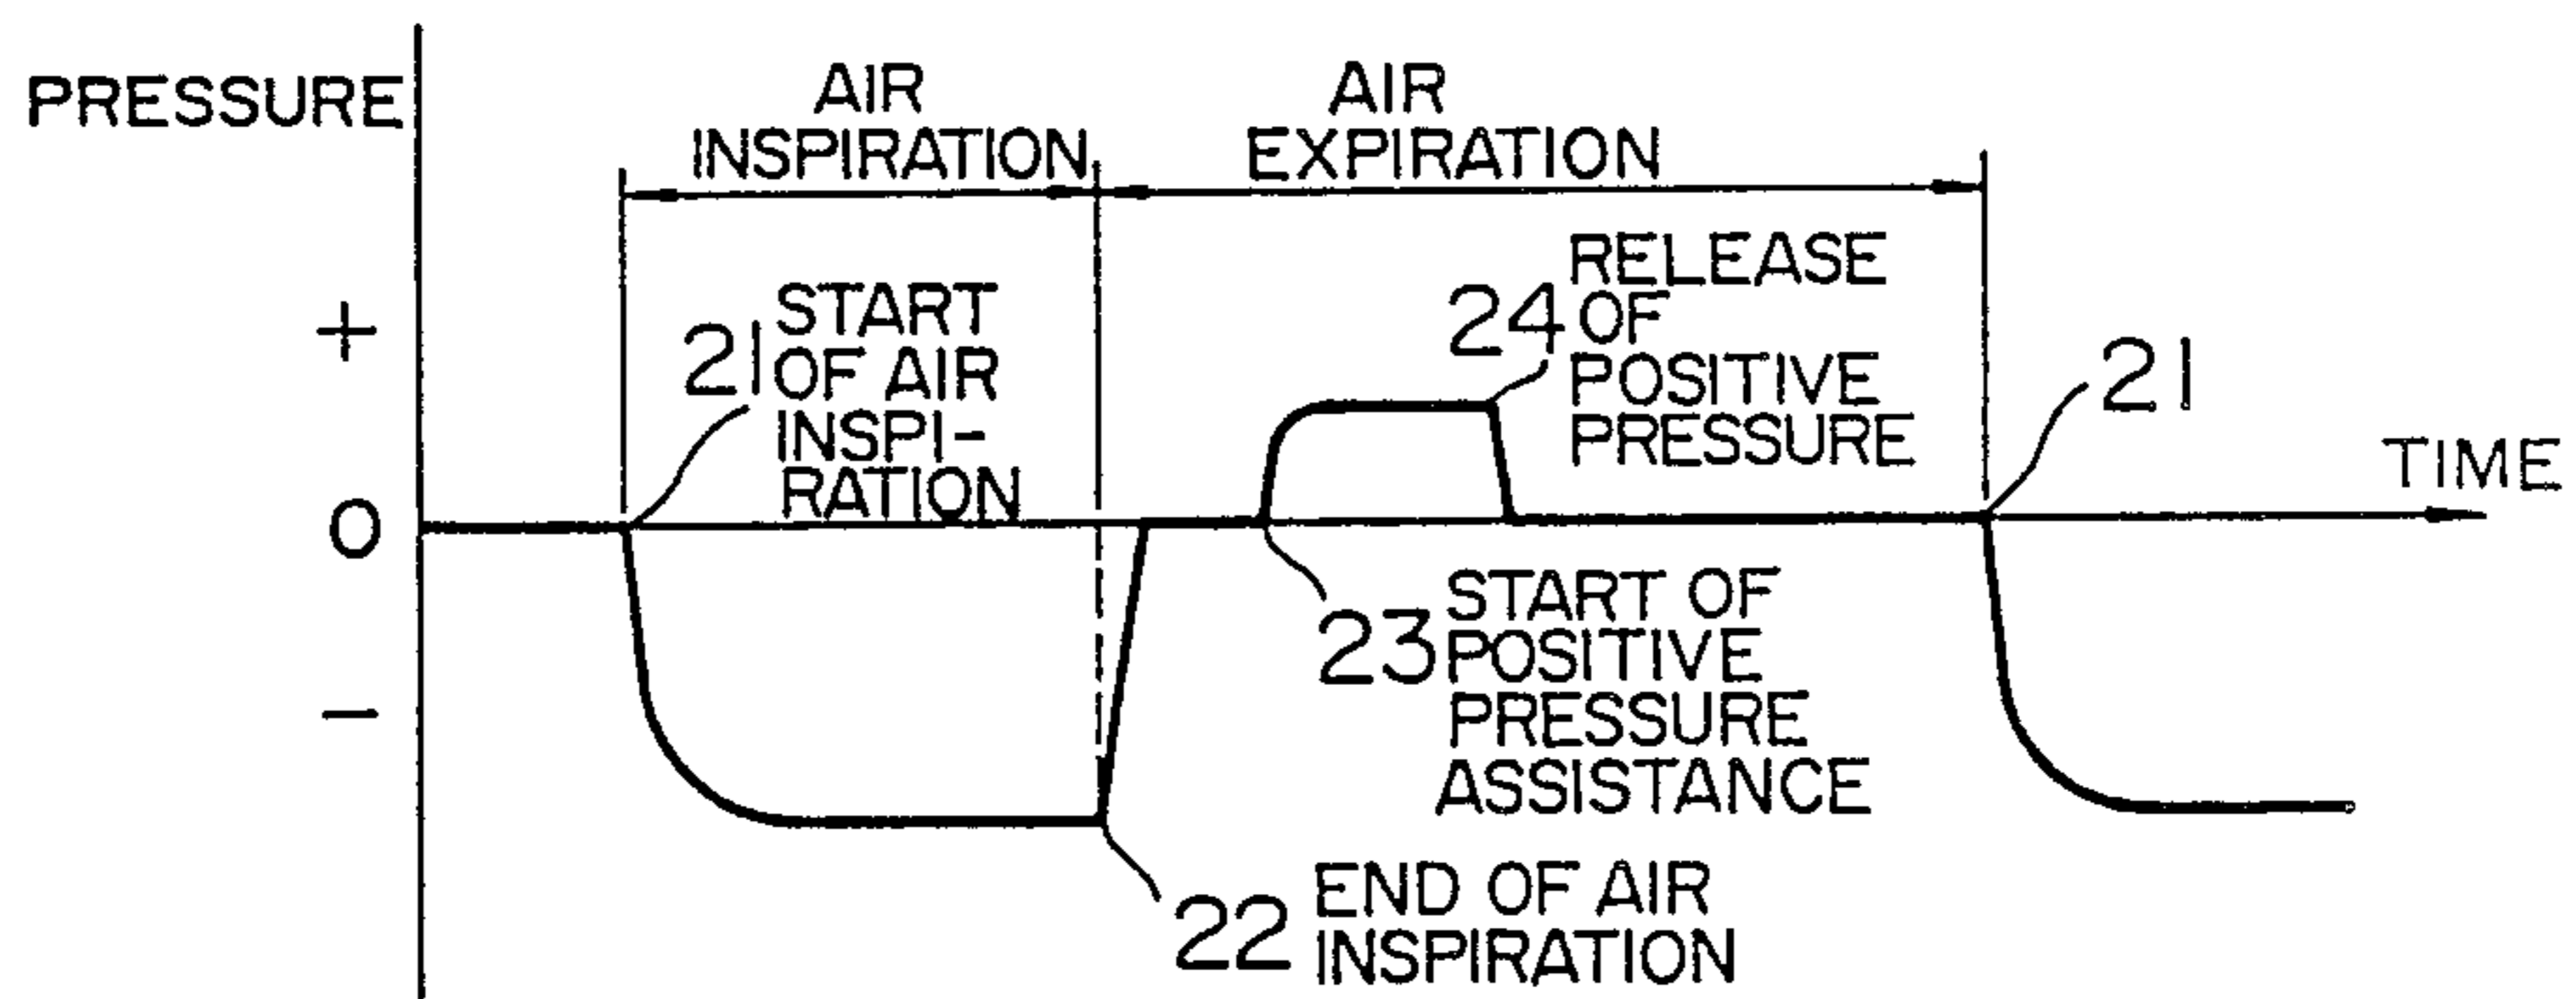 PRESSURE
AIR
INSPIRATION
AIR
EXPIRATION
+
0
−
21
START
OF AIR
INSPI-
RATION
24
RELEASE
OF
POSITIVE
PRESSURE
21
TIME
23
START OF
POSITIVE
PRESSURE
ASSISTANCE
22
END OF AIR
INSPIRATION